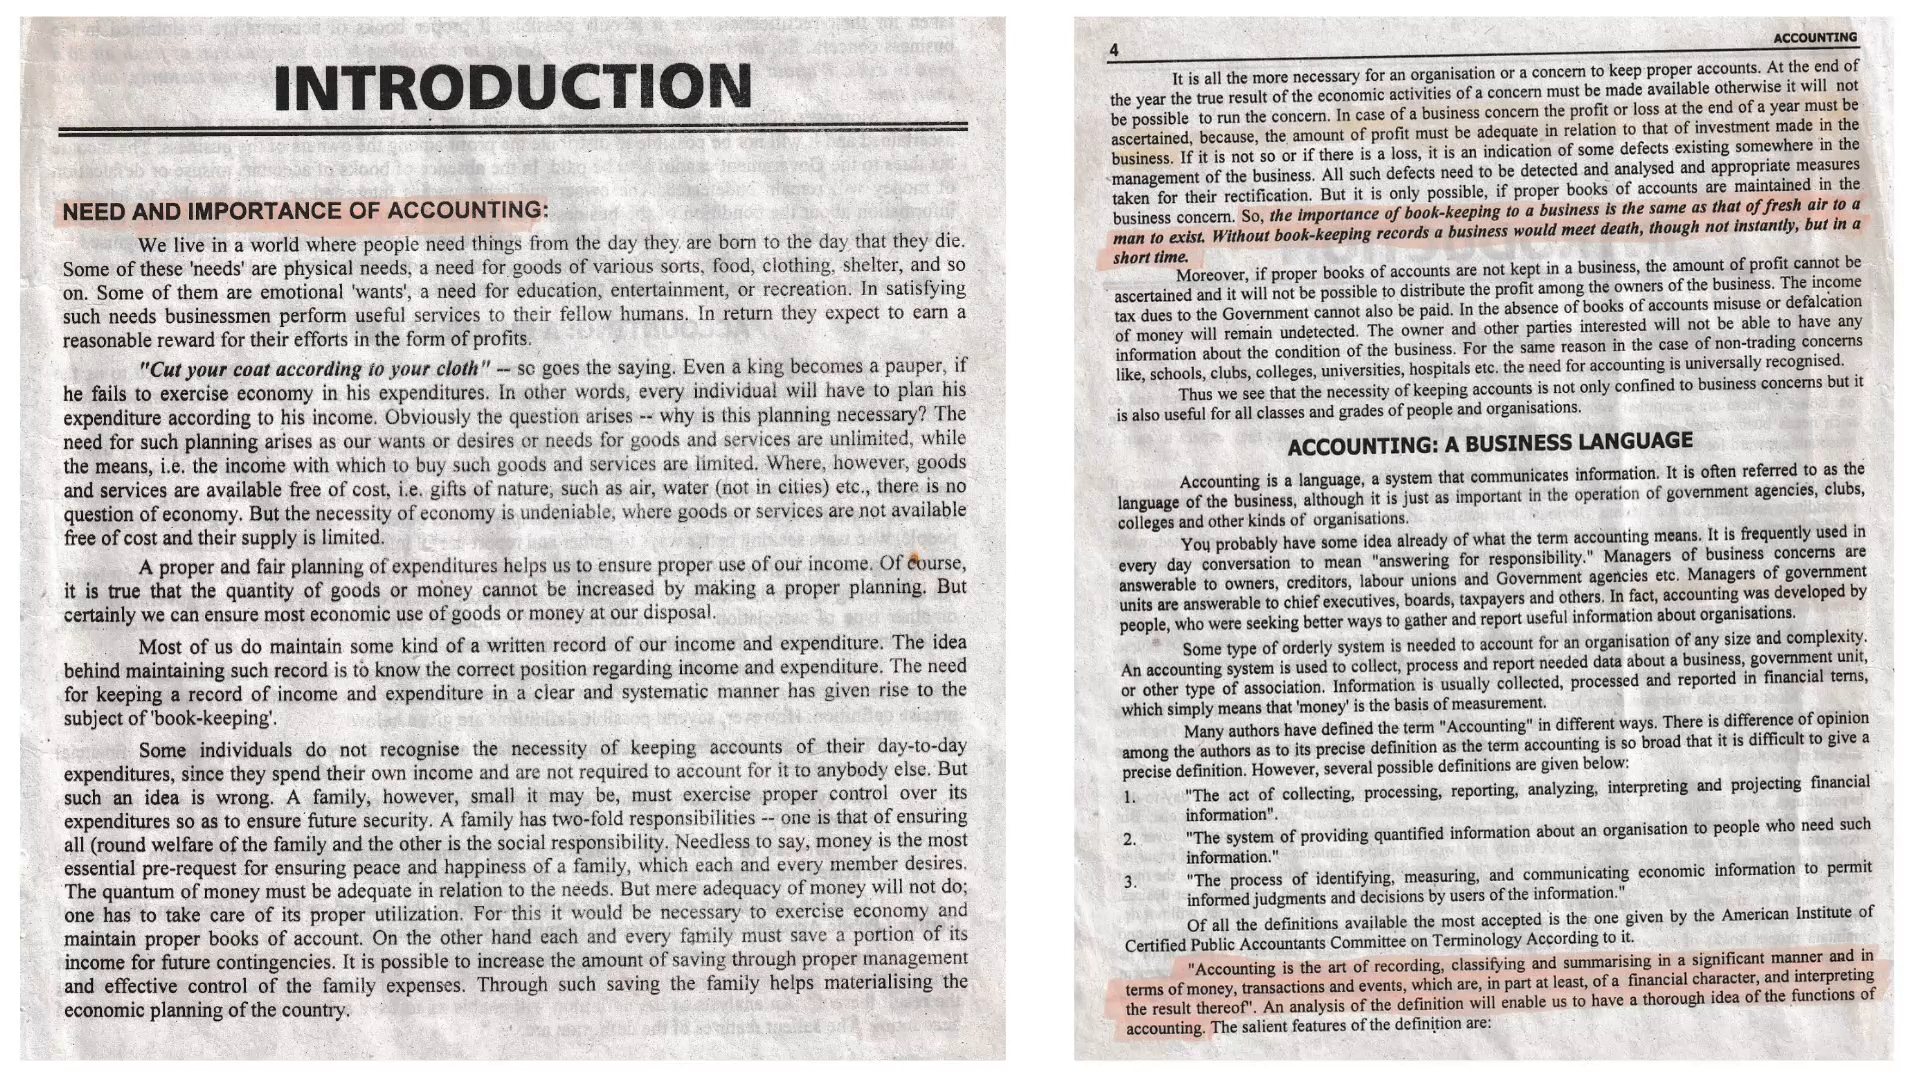 INTRODUCTION
NEED AND IMPORTANCE OF ACCOUNTING:
We live in a world where people need things from the day they are born to the day that they die.
Some of these 'needs' are physical needs, a need for goods of various sorts, food, clothing, shelter, and so
on. Some of them are emotional 'wants', a need for education, entertainment, or recreation. In satisfying
such needs businessmen perform useful services to their fellow humans. In return they expect to earn a
reasonable reward for their efforts in the form of profits.
"Cut your coat according to your cloth" -- so goes the saying. Even a king becomes a pauper, if
he fails to exercise economy in his expenditures. In other words, every individual will have to plan his
expenditure according to his income. Obviously the question arises -- why is this planning necessary? The
need for such planning arises as our wants or desires or needs for goods and services are unlimited, while
the means, i.e. the income with which to buy such goods and services are limited. Where, however, goods
and services are available free of cost, i.e. gifts of nature, such as air, water (not in cities) etc., there is no
question of economy. But the necessity of economy is undeniable, where goods or services are not available
free of cost and their supply is limited.
A proper and fair planning of expenditures helps us to ensure proper use of our income. Of course,
it is true that the quantity of goods or money cannot be increased by making a proper planning. But
certainly we can ensure most economic use of goods or money at our disposal.
Most of us do maintain some kind of a written record of our income and expenditure. The idea
behind maintaining such record is to know the correct position regarding income and expenditure. The need
for keeping a record of income and expenditure in a clear and systematic manner has given rise to the
subject of 'book-keeping'.
Some individuals do not recognise the necessity of keeping accounts of their day-to-day
expenditures, since they spend their own income and are not required to account for it to anybody else. But
such an idea is wrong. A family, however, small it may be, must exercise proper control over its
expenditures so as to ensure future security. A family has two-fold responsibilities -- one is that of ensuring
all (round welfare of the family and the other is the social responsibility. Needless to say, money is the most
essential pre-request for ensuring peace and happiness of a family, which each and every member desires.
The quantum of money must be adequate in relation to the needs. But mere adequacy of money will not do;
one has to take care of its proper utilization. For this it would be necessary to exercise economy and
maintain proper books of account. On the other hand each and every family must save a portion of its
income for future contingencies. It is possible to increase the amount of saving through proper management
and effective control of the family expenses. Through such saving the family helps materialising the
economic planning of the country.
4
ACCOUNTING
It is all the more necessary for an organisation or a concern to keep proper accounts. At the end of
the year the true result of the economic activities of a concern must be made available otherwise it will not
be possible to run the concern. In case of a business concern the profit or loss at the end of a year must be
ascertained, because, the amount of profit must be adequate in relation to that of investment made in the
business. If it is not so or if there is a loss, it is an indication of some defects existing somewhere in the
management of the business. All such defects need to be detected and analysed and appropriate measures
taken for their rectification. But it is only possible, if proper books of accounts are maintained in the
business concern. So, the importance of book-keeping to a business is the same as that of fresh air to a
man to exist. Without book-keeping records a business would meet death, though not instantly, but in a
short time.
Moreover, if proper books of accounts are not kept in a business, the amount of profit cannot be
ascertained and it will not be possible to distribute the profit among the owners of the business. The income
tax dues to the Government cannot also be paid. In the absence of books of accounts misuse or defalcation
of money will remain undetected. The owner and other parties interested will not be able to have any
information about the condition of the business. For the same reason in the case of non-trading concerns
like, schools, clubs, colleges, universities, hospitals etc. the need for accounting is universally recognised.
Thus we see that the necessity of keeping accounts is not only confined to business concerns but it
is also useful for all classes and grades of people and organisations.
ACCOUNTING: A BUSINESS LANGUAGE
Accounting is a language, a system that communicates information. It is often referred to as the
language of the business, although it is just as important in the operation of government agencies, clubs,
colleges and other kinds of organisations.
You probably have some idea already of what the term accounting means. It is frequently used in
every day conversation to mean "answering for responsibility." Managers of business concerns are
answerable to owners, creditors, labour unions and Government agencies etc. Managers of government
units are answerable to chief executives, boards, taxpayers and others. In fact, accounting was developed by
people, who were seeking better ways to gather and report useful information about organisations.
Some type of orderly system is needed to account for an organisation of any size and complexity.
An accounting system is used to collect, process and report needed data about a business, government unit,
or other type of association. Information is usually collected, processed and reported in financial terns,
which simply means that 'money' is the basis of measurement.
Many authors have defined the term "Accounting" in different ways. There is difference of opinion
among the authors as to its precise definition as the term accounting is so broad that it is difficult to give a
precise definition. However, several possible definitions are given below:
1. "The act of collecting, processing, reporting, analyzing, interpreting and projecting financial
information".
2. "The system of providing quantified information about an organisation to people who need such
information."
3. "The process of identifying, measuring, and communicating economic information to permit
informed judgments and decisions by users of the information."
Of all the definitions available the most accepted is the one given by the American Institute of
Certified Public Accountants Committee on Terminology According to it.
"Accounting is the art of recording, classifying and summarising in a significant manner and in
terms of money, transactions and events, which are, in part at least, of a financial character, and interpreting
the result thereof". An analysis of the definition will enable us to have a thorough idea of the functions of
accounting. The salient features of the definition are: